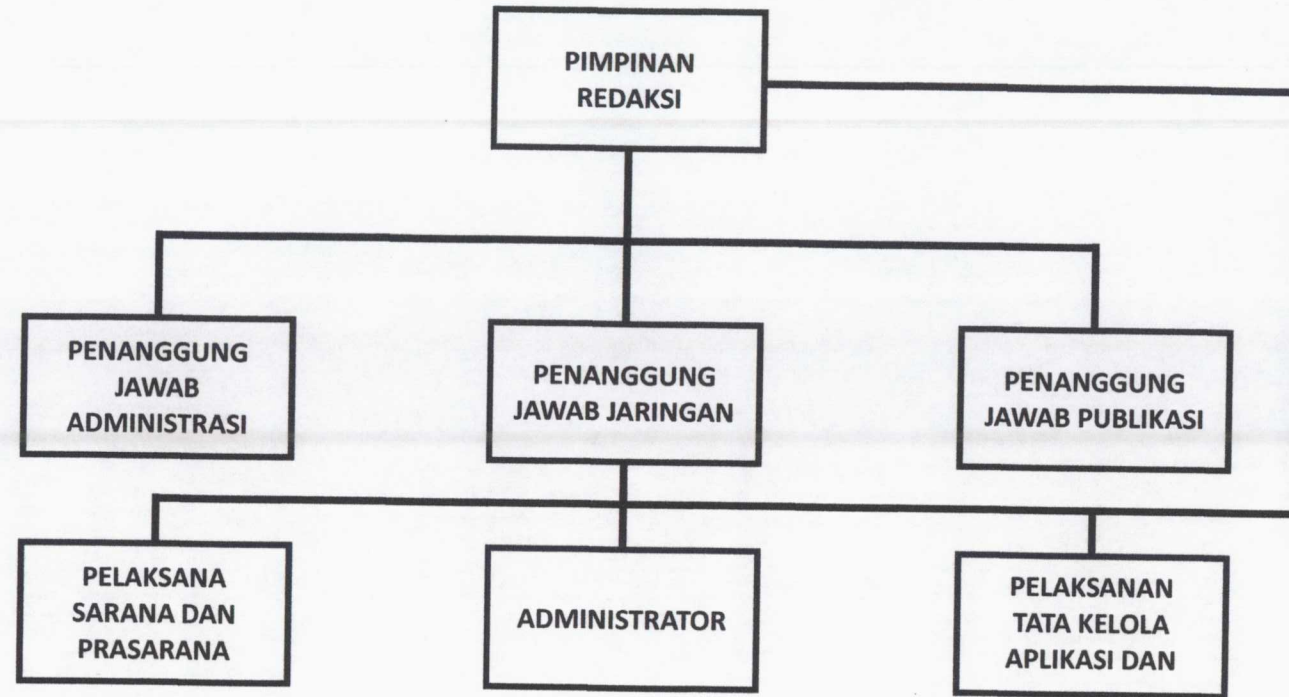 PIMPINAN
REDAKSI
PENANGGUNG
JAWAB
ADMINISTRASI
PENANGGUNG
JAWAB JARINGAN
PENANGGUNG
JAWAB PUBLIKASI
PELAKSANA
SARANA DAN
PRASARANA
ADMINISTRATOR
PELAKSANAN
TATA KELOLA
APLIKASI DAN